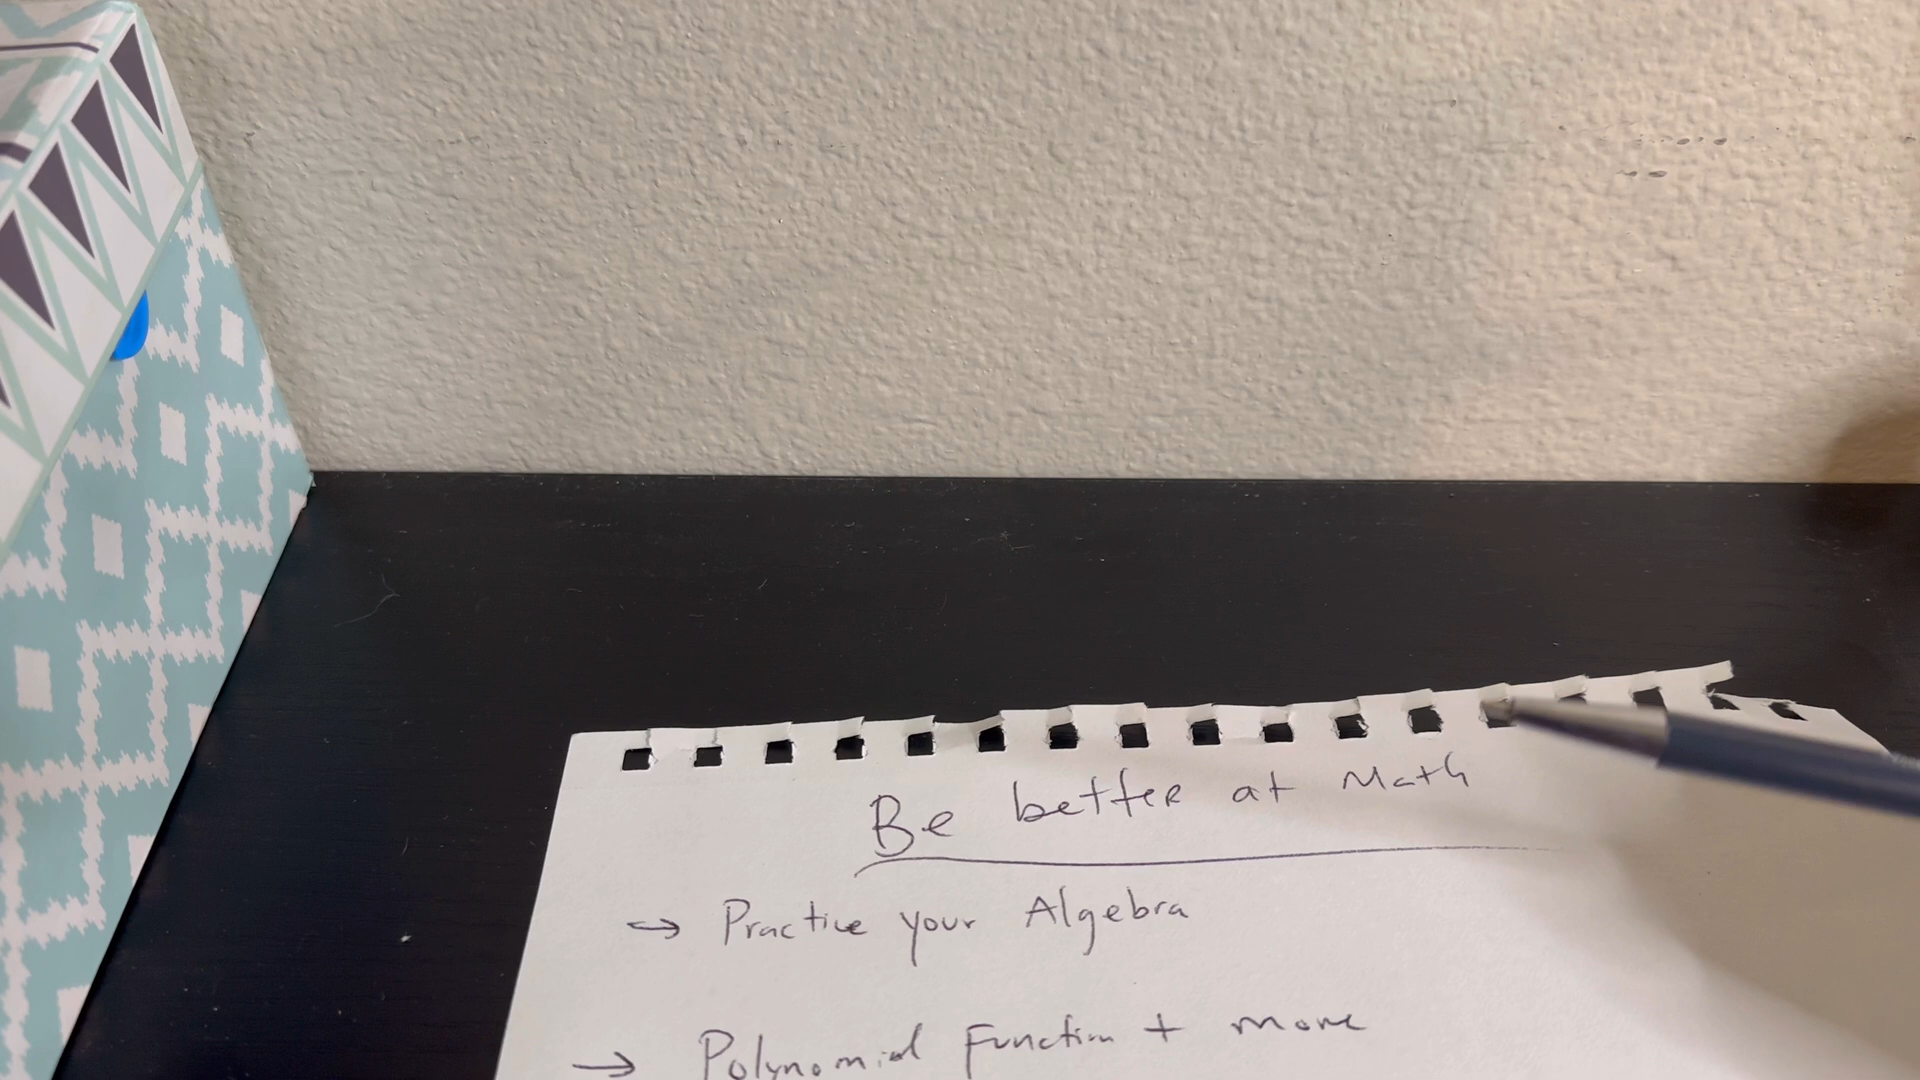 Be better at Math
→ Practice your Algebra
→ Polynomial Function + more